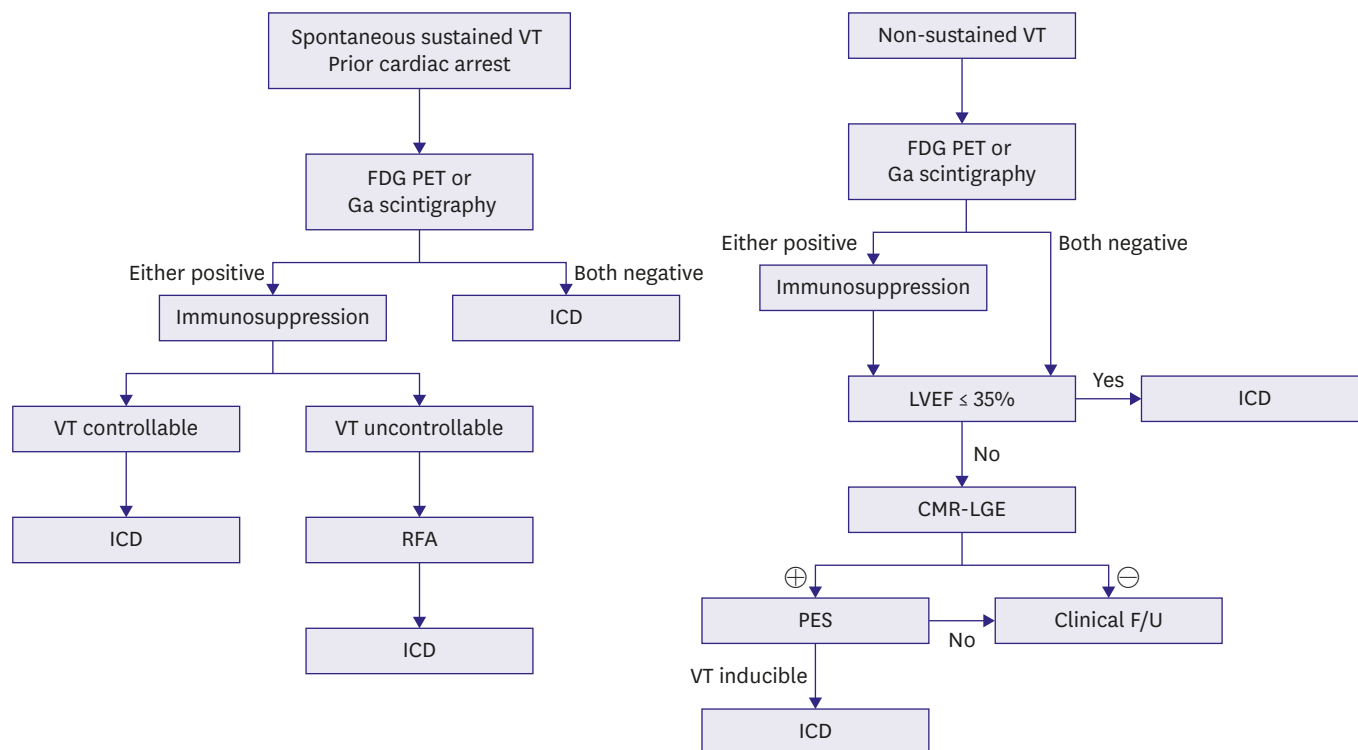 Spontaneous sustained VT
Prior cardiac arrest
FDG PET or
Ga scintigraphy
Either positive
Both negative
Immunosuppression
ICD
VT controllable
VT uncontrollable
ICD
RFA
ICD
Non-sustained VT
FDG PET or
Ga scintigraphy
Either positive
Both negative
Immunosuppression
LVEF ≤ 35%
Yes
ICD
No
CMR-LGE
⊕
⊖
PES
No
Clinical F/U
VT inducible
ICD